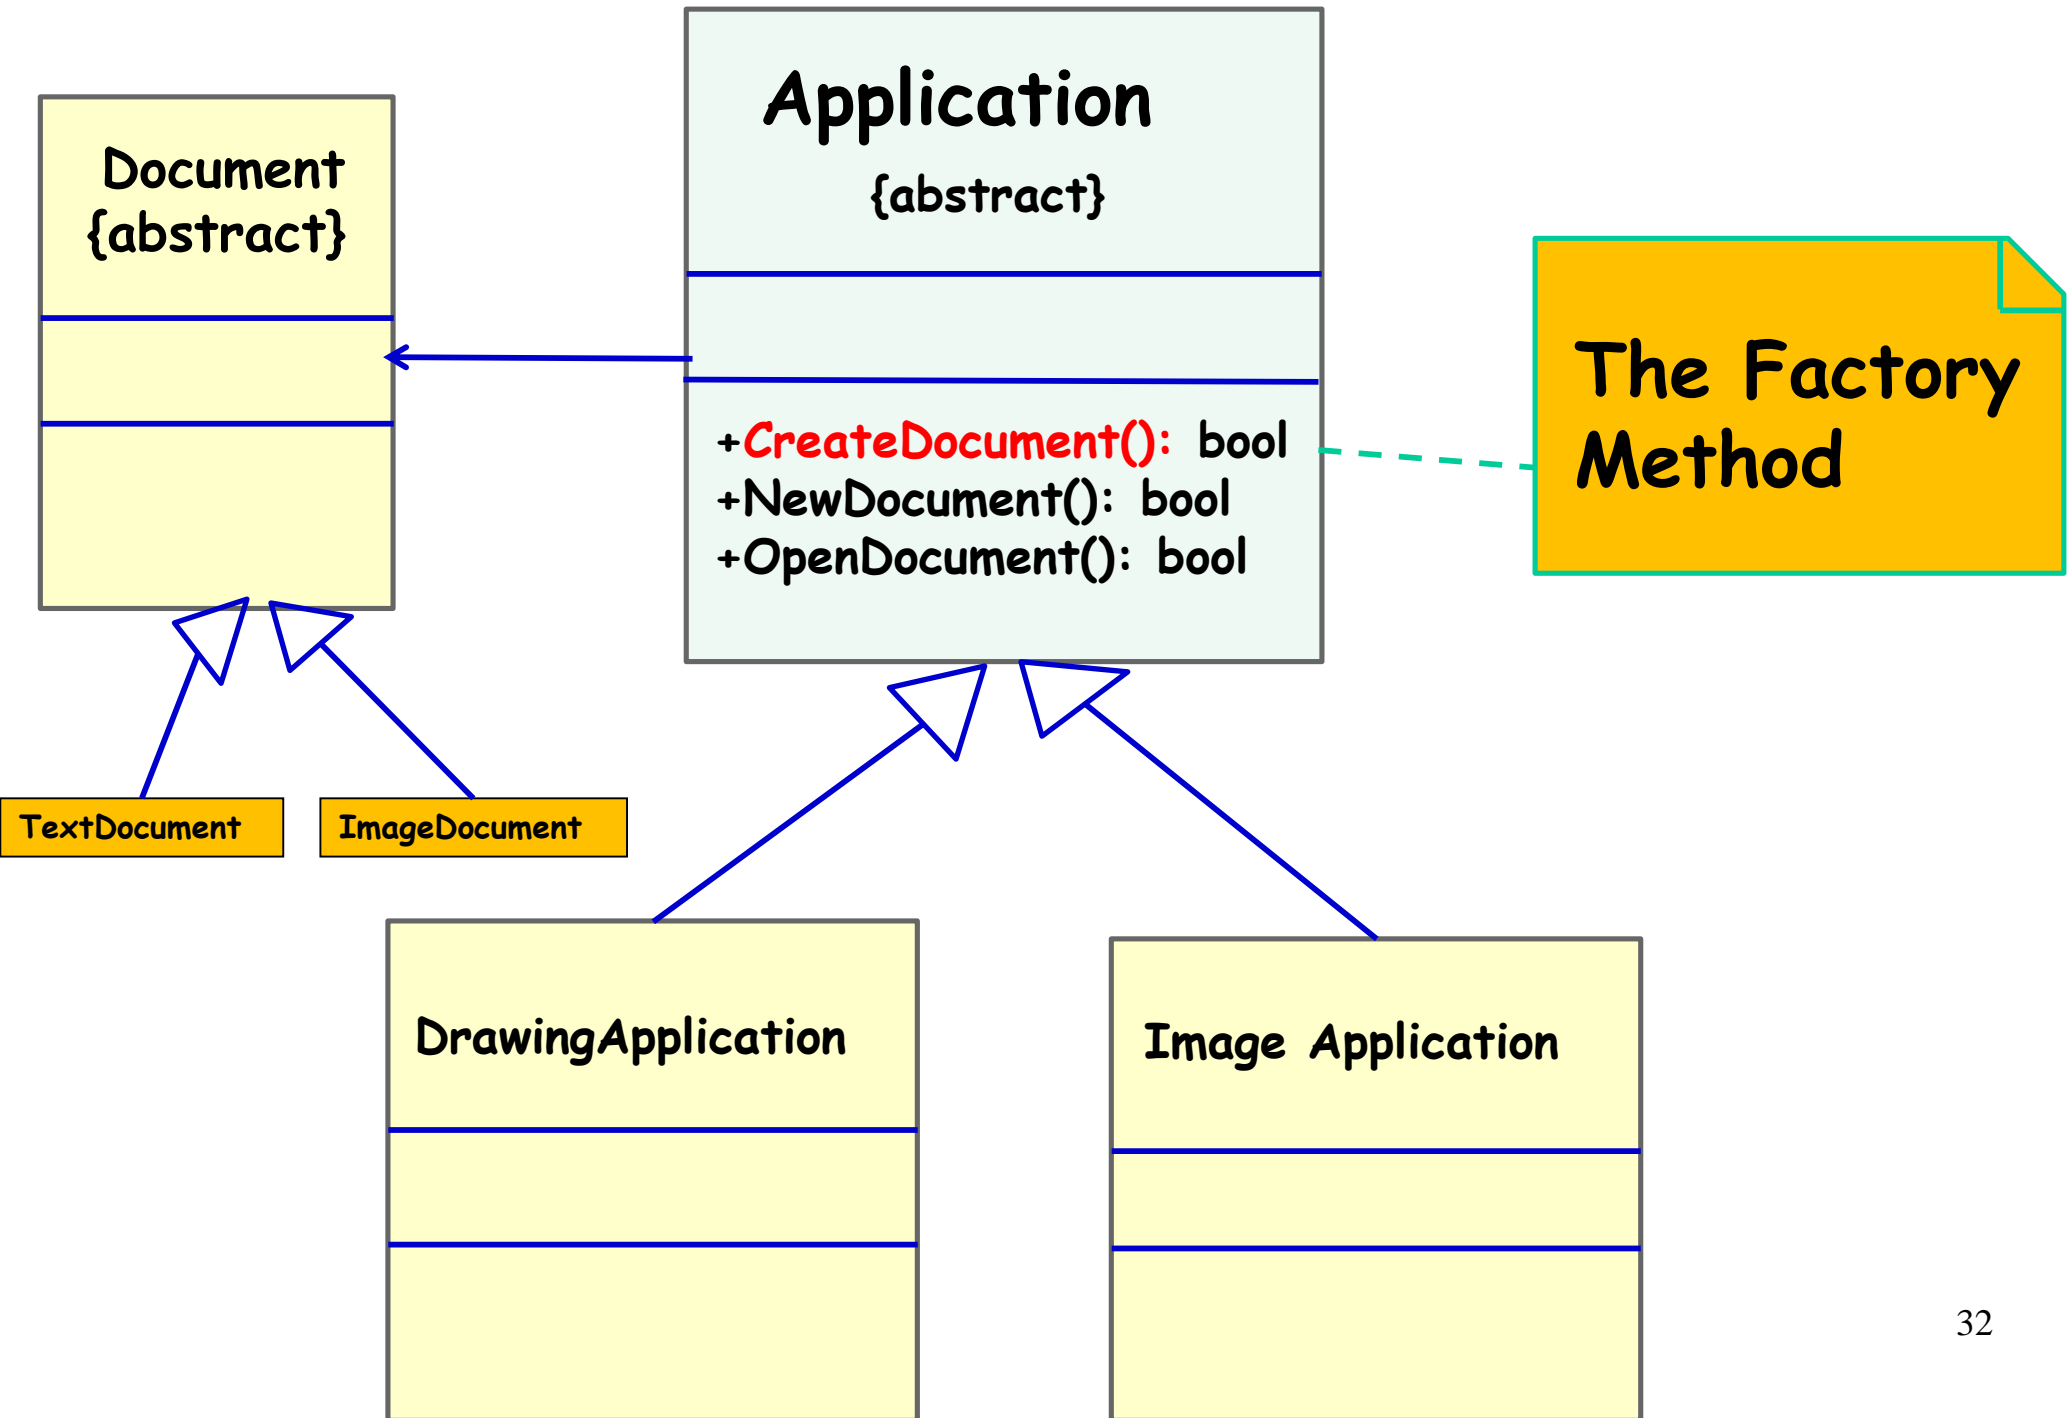 Application
{abstract}
Document
{abstract}
The Factory
Method
+CreateDocument(): bool
+NewDocument(): bool
+OpenDocument(): bool
TextDocument
ImageDocument
DrawingApplication
Image Application
32